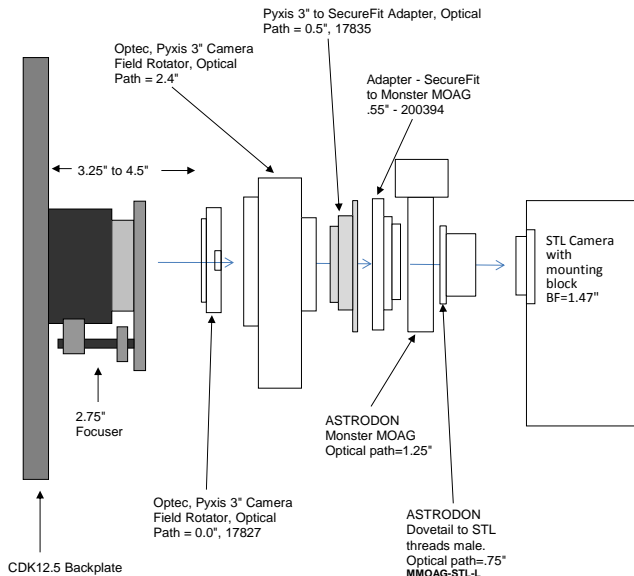 Pyxis 3" to SecureFit Adapter, Optical
Path = 0.5", 17835
Optec, Pyxis 3" Camera
Field Rotator, Optical
Path = 2.4"
Adapter - SecureFit
to Monster MOAG
.55" - 200394
3.25" to 4.5"
STL Camera
with
mounting
block
BF=1.47"
2.75"
Focuser
ASTRODON
Monster MOAG
Optical path=1.25"
Optec, Pyxis 3" Camera
Field Rotator, Optical
Path = 0.0", 17827
ASTRODON
Dovetail to STL
threads male.
Optical path=.75"
MMOAG-STL-L
CDK12.5 Backplate